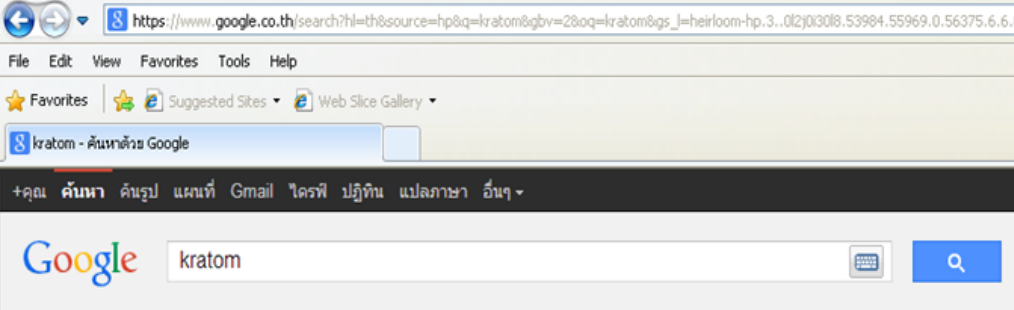 https://www.google.co.th/search?hl=th&source=hp&q=kratom&gbv=2&oq=kratom&gs_l=heirloom-hp.3..0l2j0i30l8.53984.55969.0.56375.6.6.
File Edit View Favorites Tools Help
Favorites Suggested Sites Web Slice Gallery
8 kratom - ค้นหาด้วย Google
+คุณ ค้นหา ค้นรูป แผนที่ Gmail ไดรฟ์ ปฏิทิน แปลภาษา อื่นๆ
Google kratom